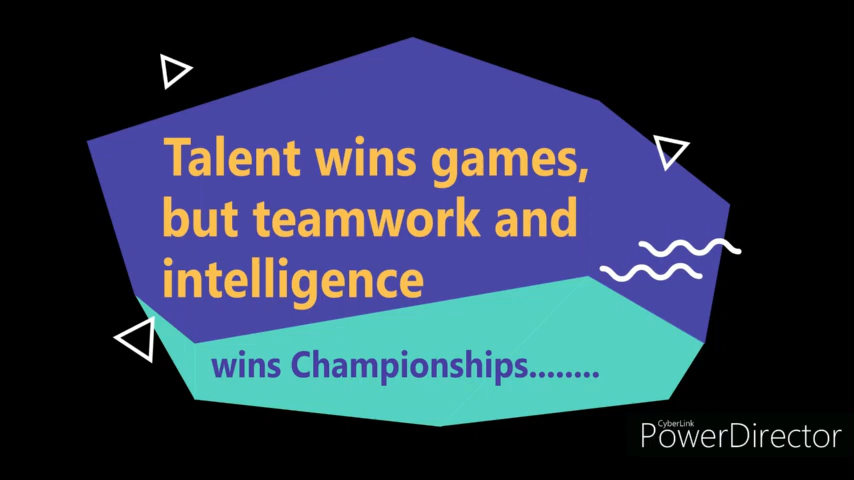 Talent wins games,
but teamwork and
intelligence
wins Championships........
CyberLink
PowerDirector